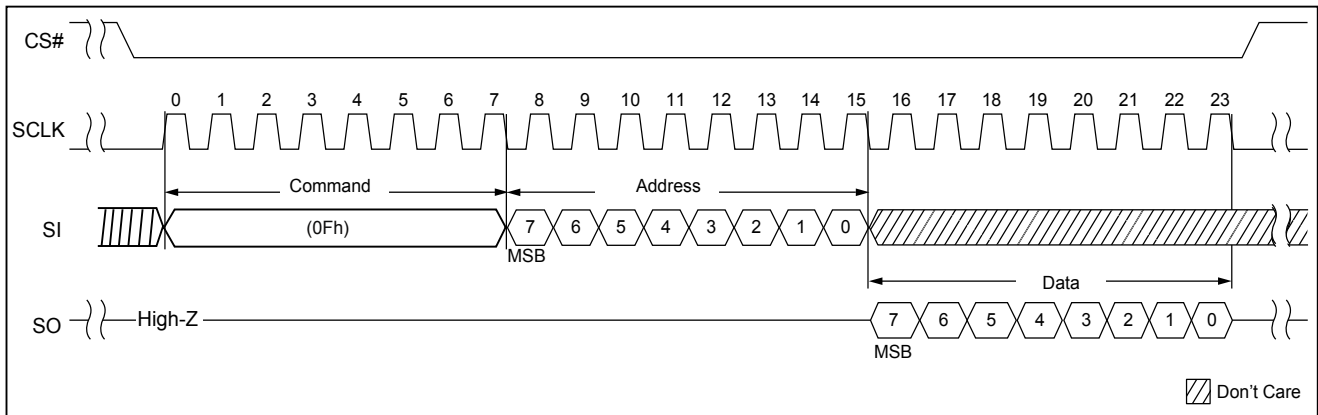 CS#
0 1 2 3 4 5 6 7 8 9 10 11 12 13 14 15 16 17 18 19 20 21 22 23
SCLK
Command Address
SI (0Fh) 7 6 5 4 3 2 1 0
MSB
Data
SO High-Z 7 6 5 4 3 2 1 0
MSB
Don't Care